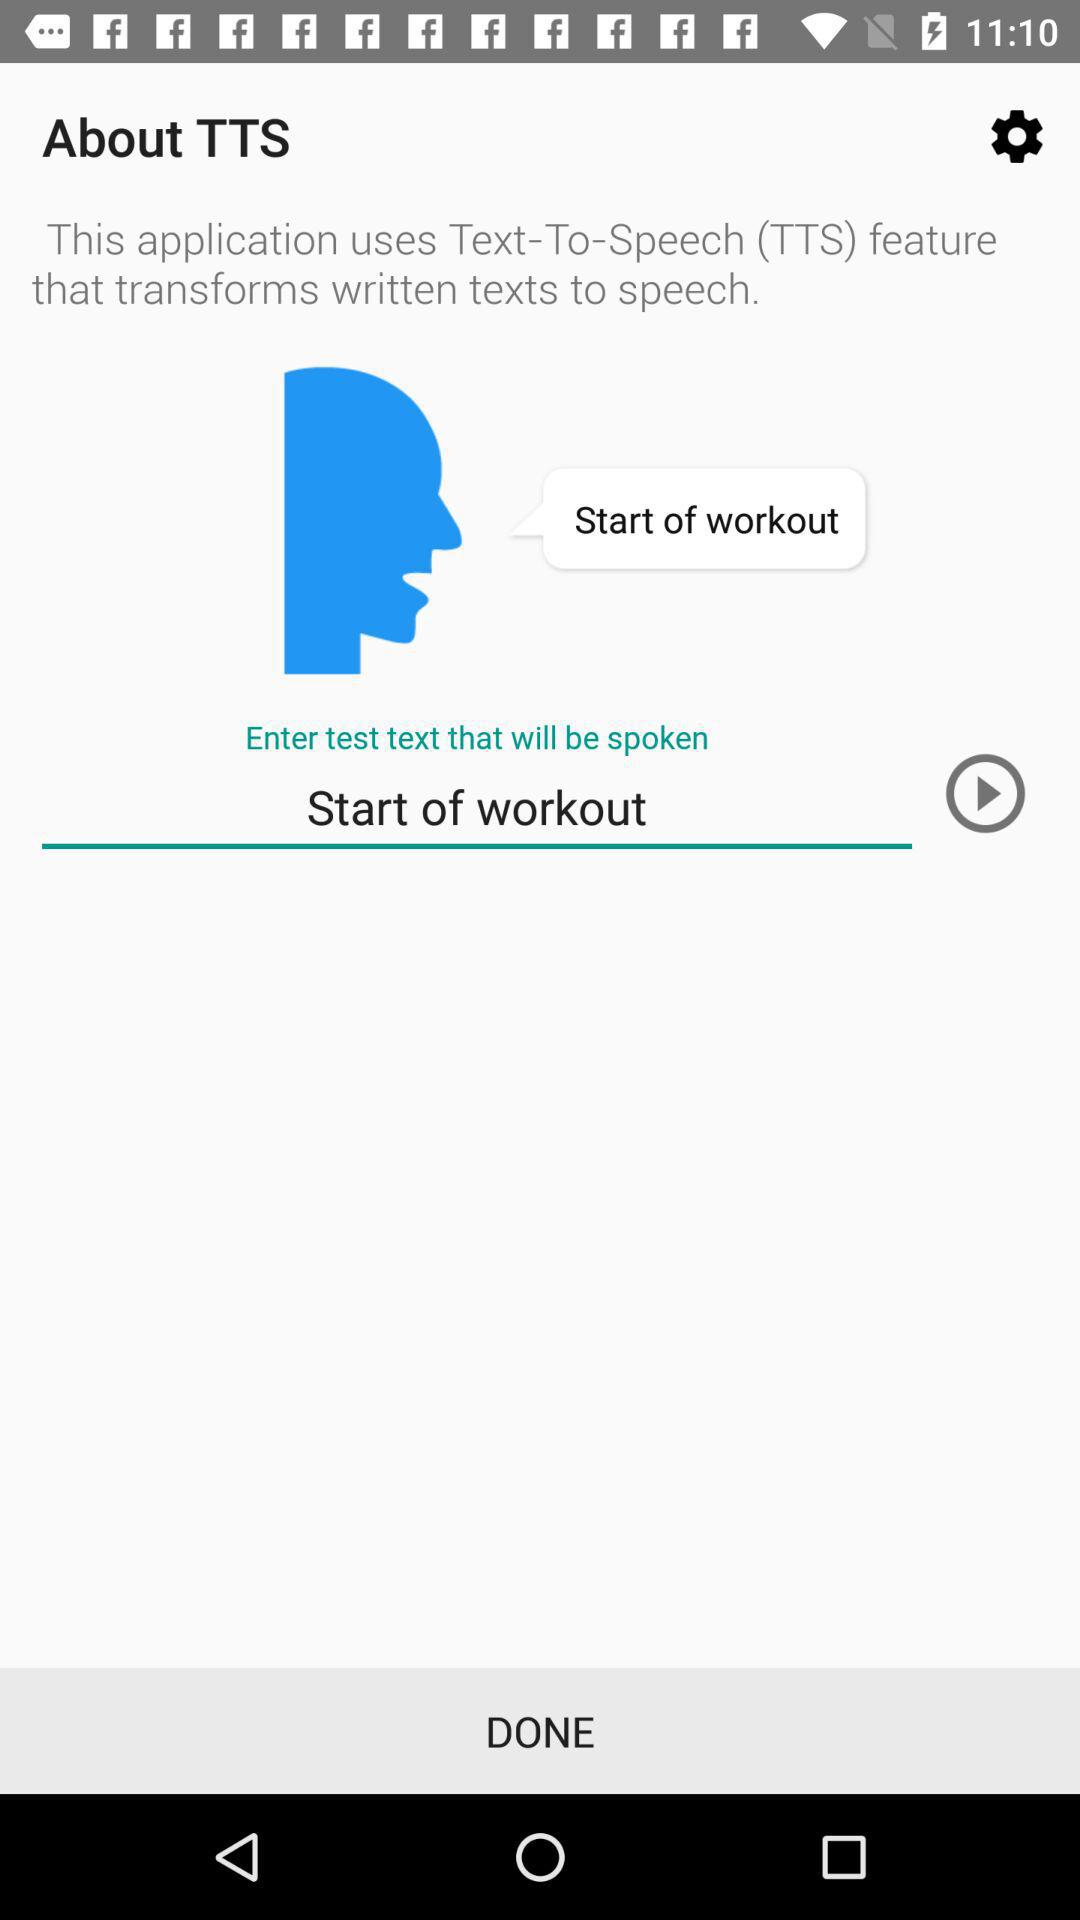 11:10
About TTS
This application uses Text-To-Speech (TTS) feature
that transforms written texts to speech.
Start of workout
Enter test text that will be spoken
Start of workout
DONE